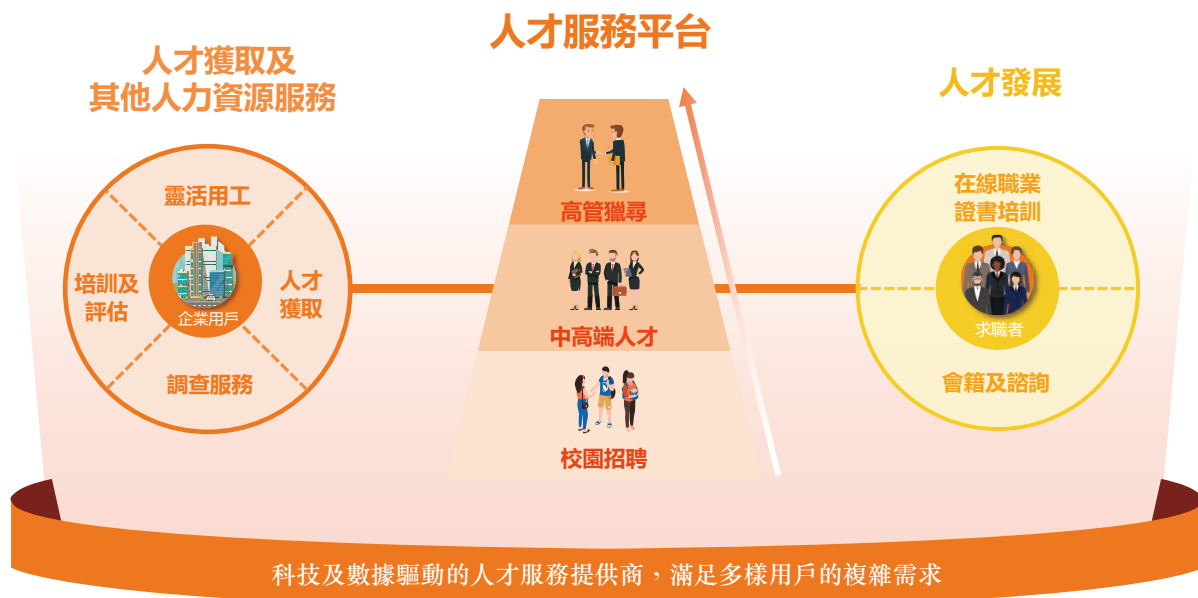 人才服務平台
人才獲取及
其他人力資源服務
靈活用工
培訓及
評估
企業用戶
人才
獲取
調查服務
高管獵尋
中高端人才
校園招聘
人才發展
在線職業
證書培訓
求職者
會籍及諮詢
科技及數據驅動的人才服務提供商，滿足多樣用戶的複雜需求